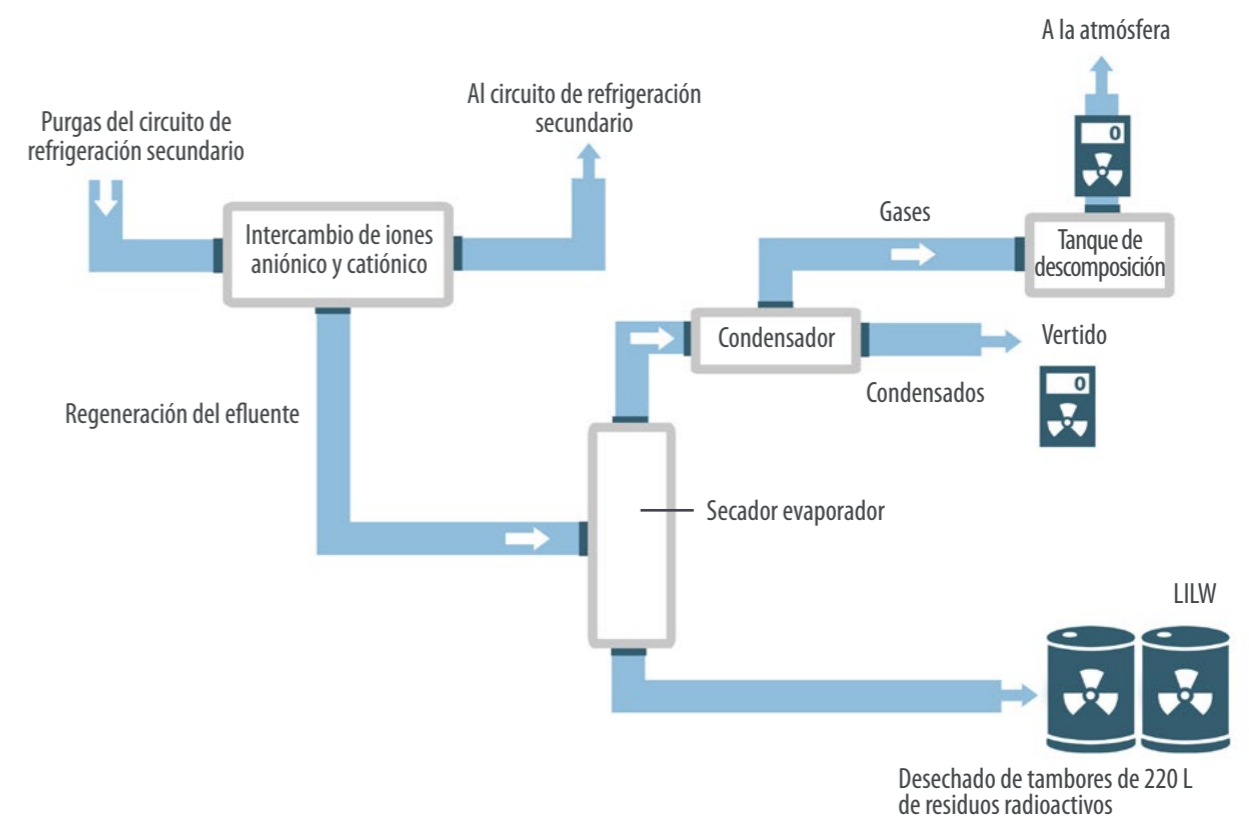 A la atmósfera
Al circuito de refrigeración
secundario
Purgas del circuito de
refrigeración secundario
0
Gases
Intercambio de iones
aniónico y catiónico
Tanque de
descomposición
Condensador
Vertido
Condensados
0
Regeneración del efluente
Secador evaporador
LILW
Desechado de tambores de 220 L
de residuos radioactivos